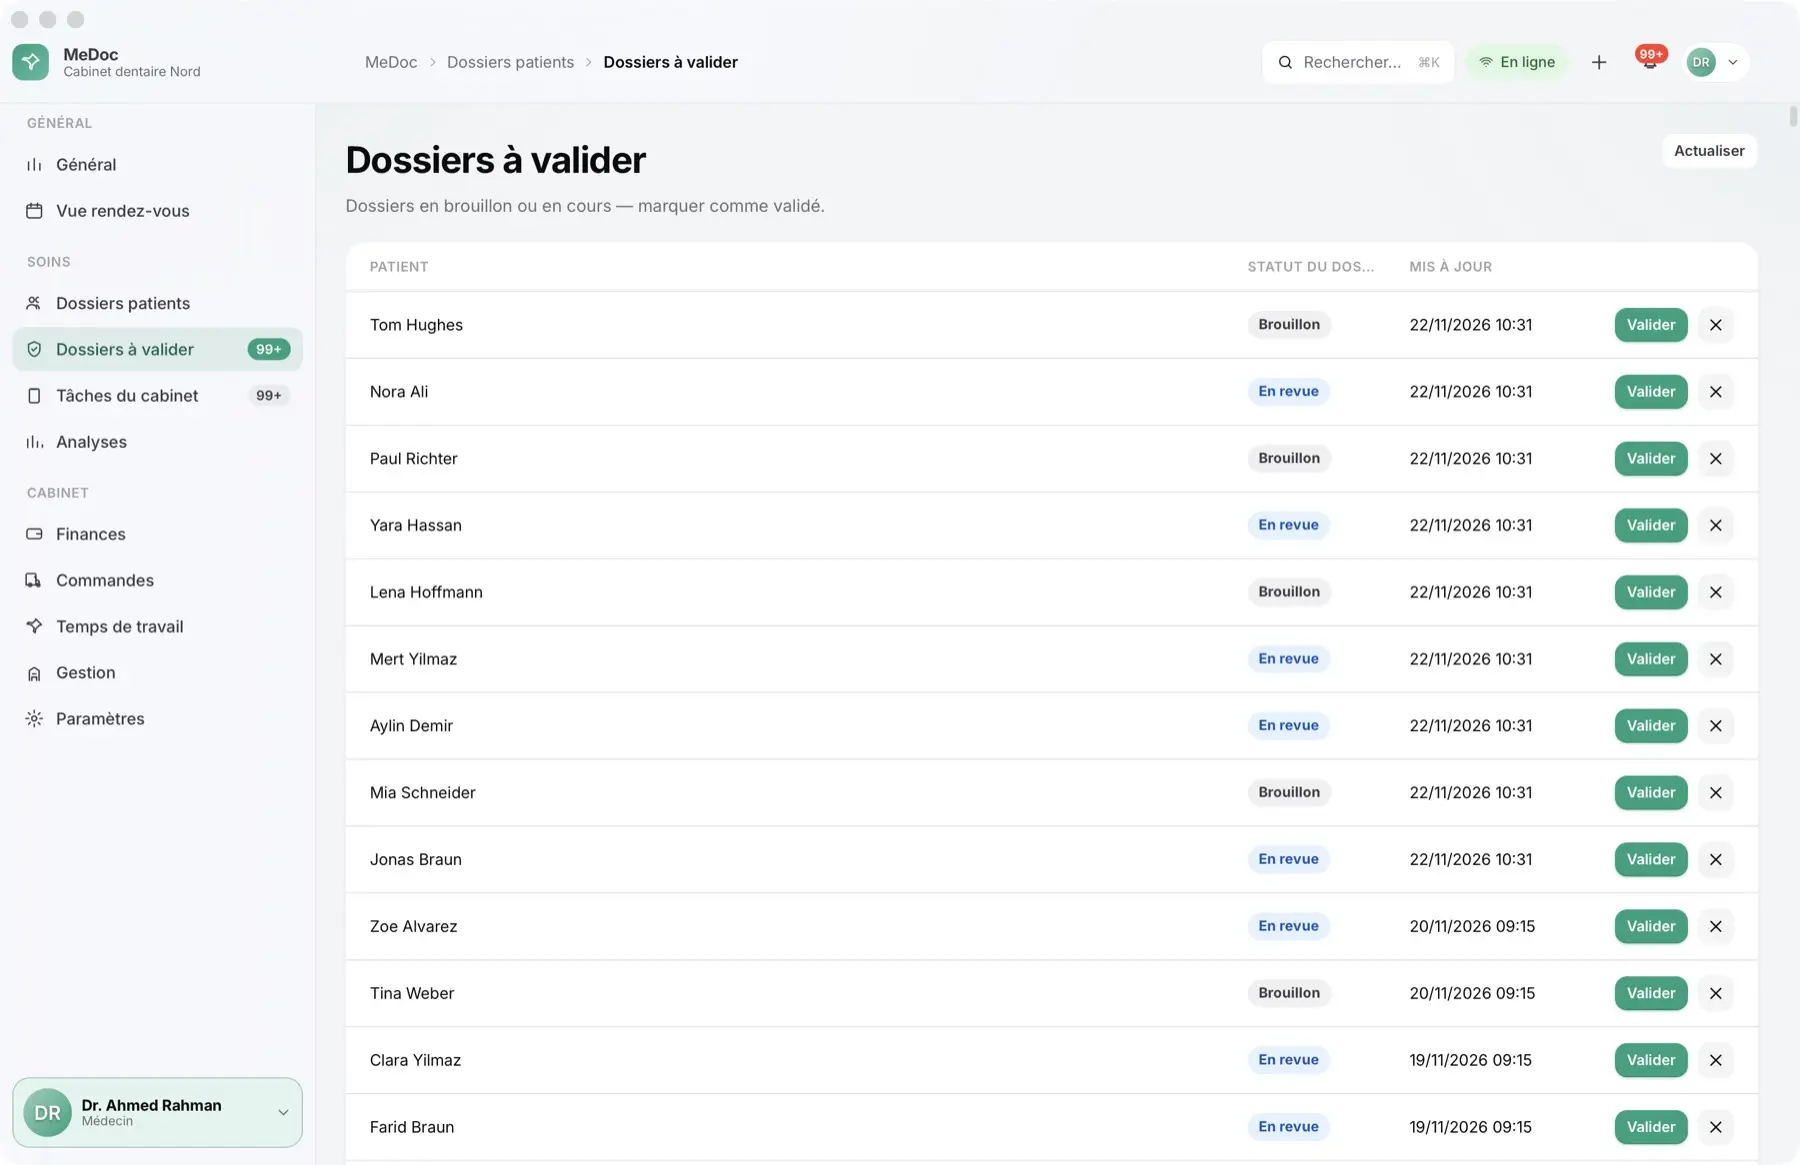 MeDoc
Cabinet dentaire Nord
MeDoc > Dossiers patients > Dossiers à valider
Rechercher... ⌘K
En ligne
99+
DR
GÉNÉRAL
Général
Vue rendez-vous
SOINS
Dossiers patients
Dossiers à valider 99+
Tâches du cabinet 99+
Analyses
CABINET
Finances
Commandes
Temps de travail
Gestion
Paramètres
DR
Dr. Ahmed Rahman
Médecin
Dossiers à valider
Actualiser
Dossiers en brouillon ou en cours — marquer comme validé.
PATIENT STATUT DU DOS... MIS À JOUR
Tom Hughes Brouillon 22/11/2026 10:31 Valider
Nora Ali En revue 22/11/2026 10:31 Valider
Paul Richter Brouillon 22/11/2026 10:31 Valider
Yara Hassan En revue 22/11/2026 10:31 Valider
Lena Hoffmann Brouillon 22/11/2026 10:31 Valider
Mert Yilmaz En revue 22/11/2026 10:31 Valider
Aylin Demir En revue 22/11/2026 10:31 Valider
Mia Schneider Brouillon 22/11/2026 10:31 Valider
Jonas Braun En revue 22/11/2026 10:31 Valider
Zoe Alvarez En revue 20/11/2026 09:15 Valider
Tina Weber Brouillon 20/11/2026 09:15 Valider
Clara Yilmaz En revue 19/11/2026 09:15 Valider
Farid Braun En revue 19/11/2026 09:15 Valider